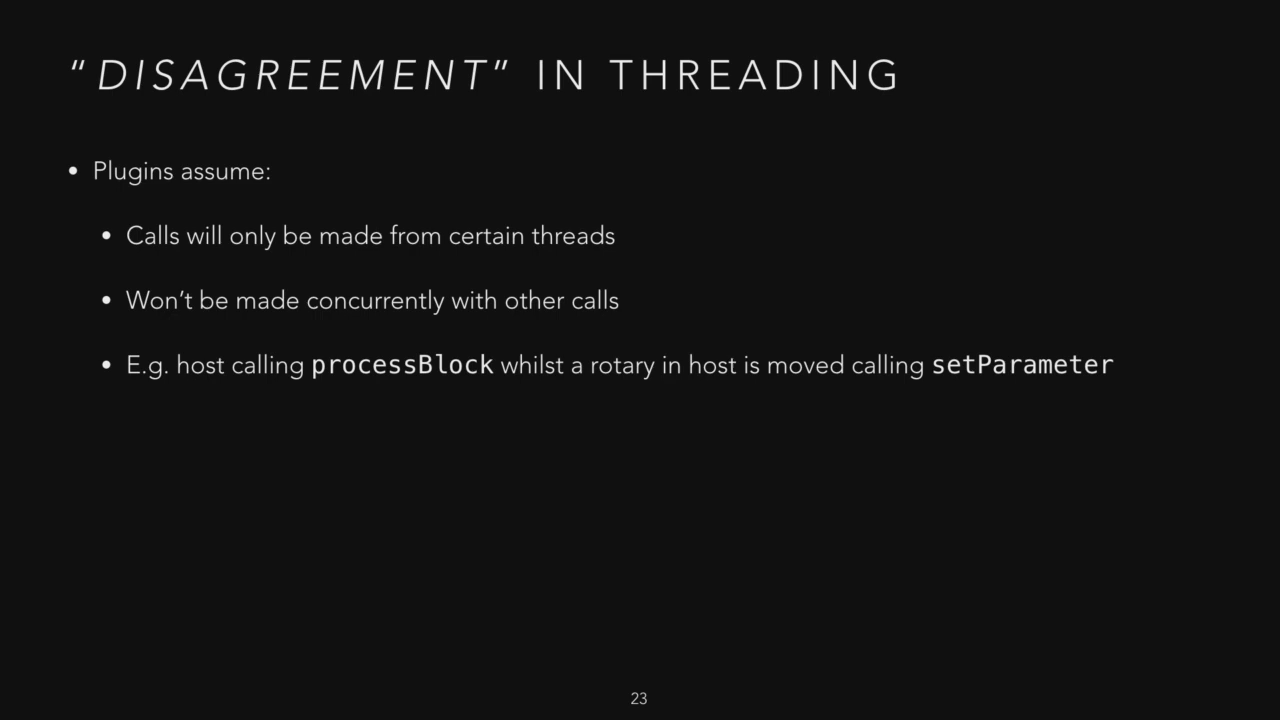 “DISAGREEMENT” IN THREADING
• Plugins assume:
• Calls will only be made from certain threads
• Won’t be made concurrently with other calls
• E.g. host calling processBlock whilst a rotary in host is moved calling setParameter
23